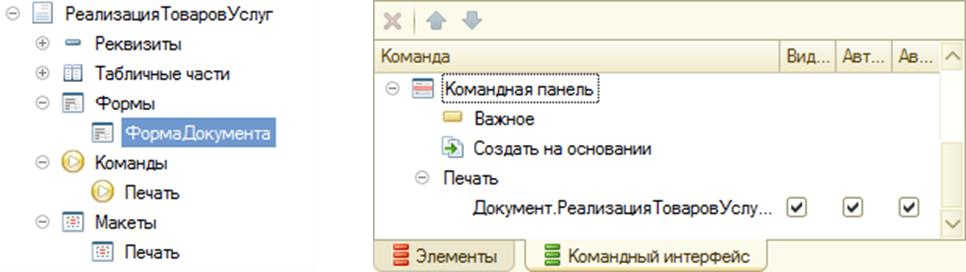 РеализацияТоваровУслуг
Реквизиты
Табличные части
Формы
ФормаДокумента
Команды
Печать
Макеты
Печать
Команда Вид... Авт... Ав...
Командная панель
Важное
Создать на основании
Печать
Документ.РеализацияТоваровУслу...
Элементы Командный интерфейс